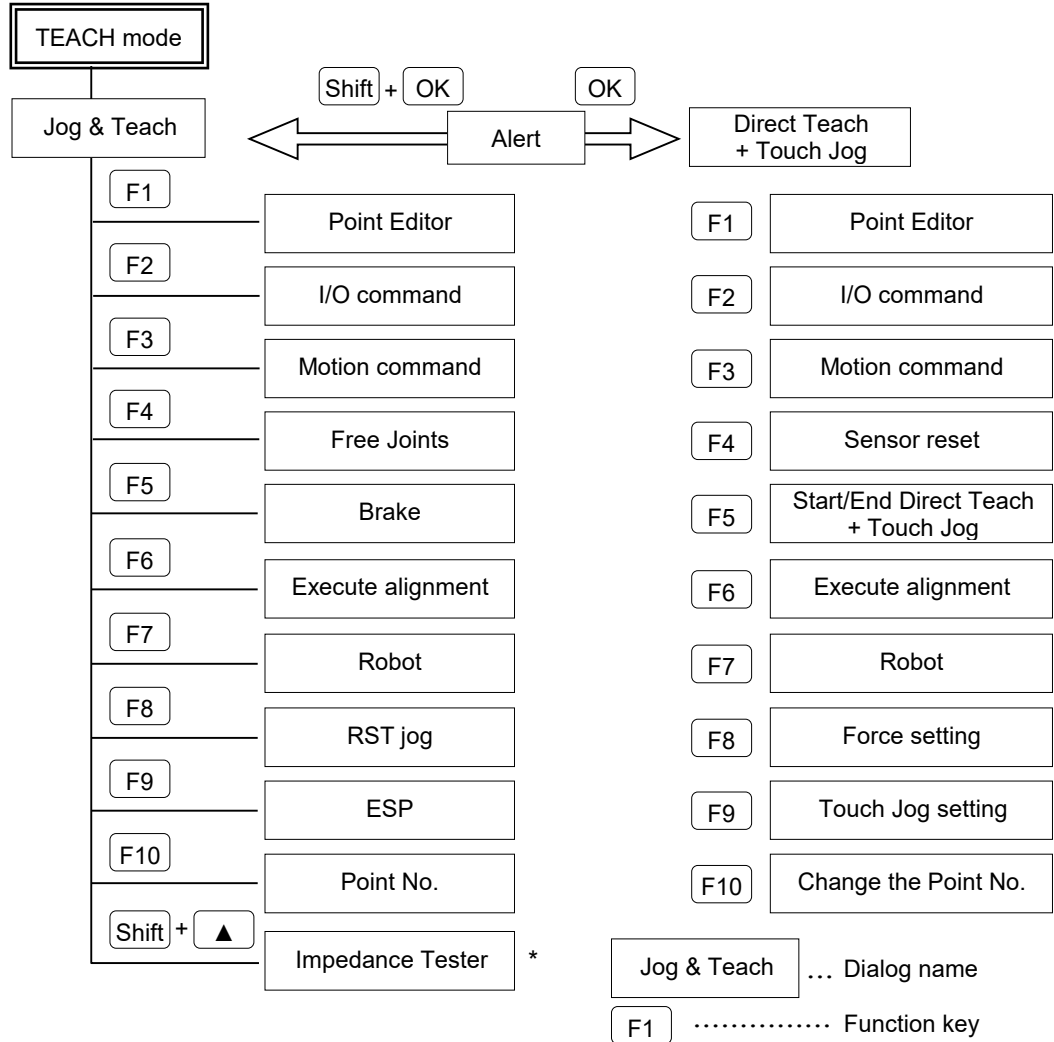 TEACH mode
Shift + OK OK
Jog & Teach
Alert
Direct Teach
+ Touch Jog
F1
Point Editor
F1 Point Editor
F2
I/O command
F2 I/O command
F3
Motion command
F3 Motion command
F4
Free Joints
F4 Sensor reset
F5
Brake
F5 Start/End Direct Teach
+ Touch Jog
F6
Execute alignment
F6 Execute alignment
F7
Robot
F7 Robot
F8
RST jog
F8 Force setting
F9
ESP
F9 Touch Jog setting
F10
Point No.
F10 Change the Point No.
Shift + ▲
Impedance Tester *
Jog & Teach ... Dialog name
F1 ............... Function key